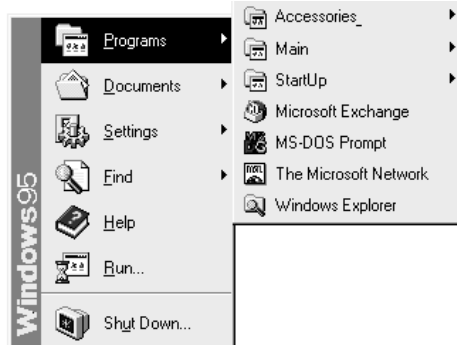 Programs
Documents
Settings
Find
Help
Run...
Shut Down...
Windows95
Accessories_
Main
StartUp
Microsoft Exchange
MS-DOS Prompt
The Microsoft Network
Windows Explorer